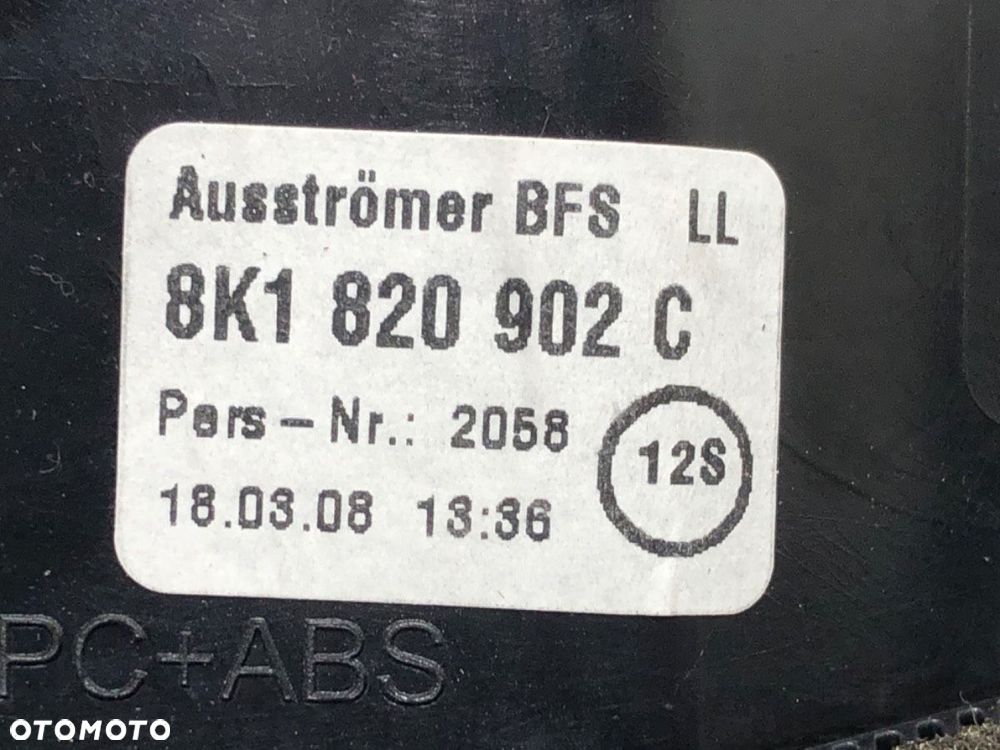 Ausströmer BFS LL
8K1 820 902 C
Pers-Nr.: 2058
12S
18.03.08 13:36
PC+ABS
OTOMOTO